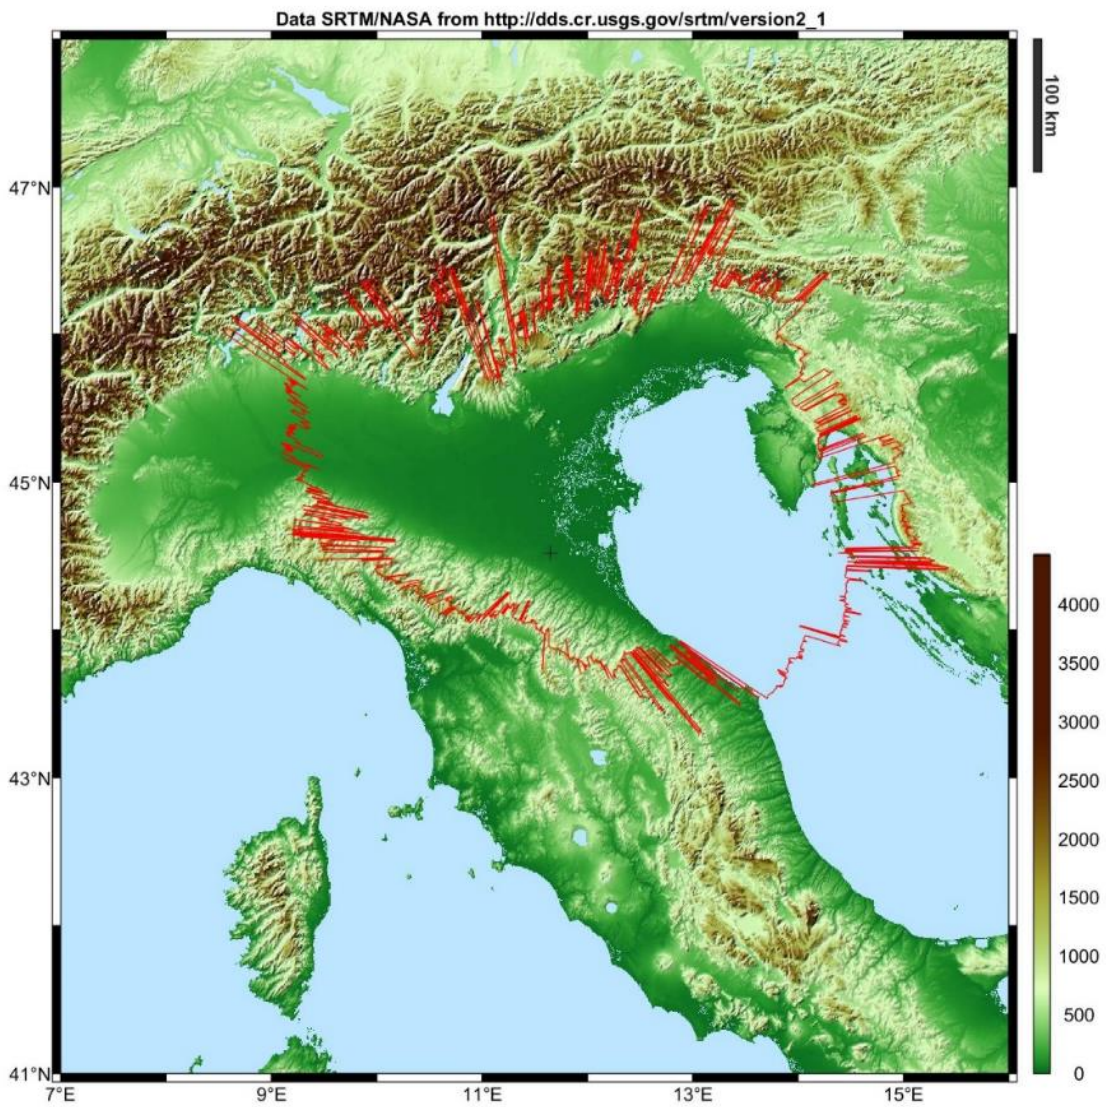 Data SRTM/NASA from http://dds.cr.usgs.gov/srtm/version2_1
100 km
47°N
45°N
43°N
41°N
4000
3500
3000
2500
2000
1500
1000
500
0
7°E
9°E
11°E
13°E
15°E